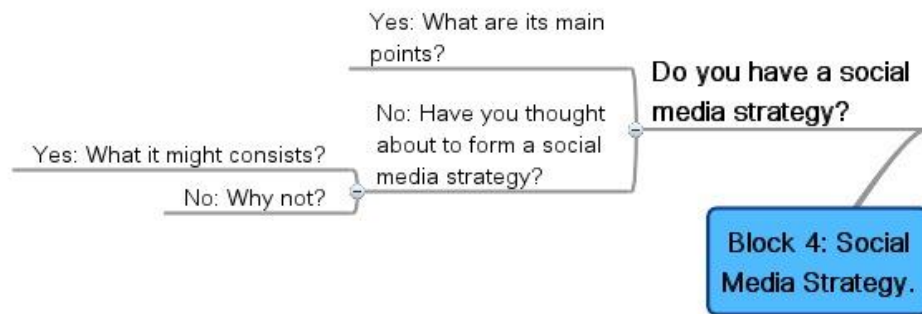 Yes: What are its main
points?
Do you have a social
media strategy?
No: Have you thought
about to form a social
media strategy?
Yes: What it might consists?
No: Why not?
Block 4: Social
Media Strategy.